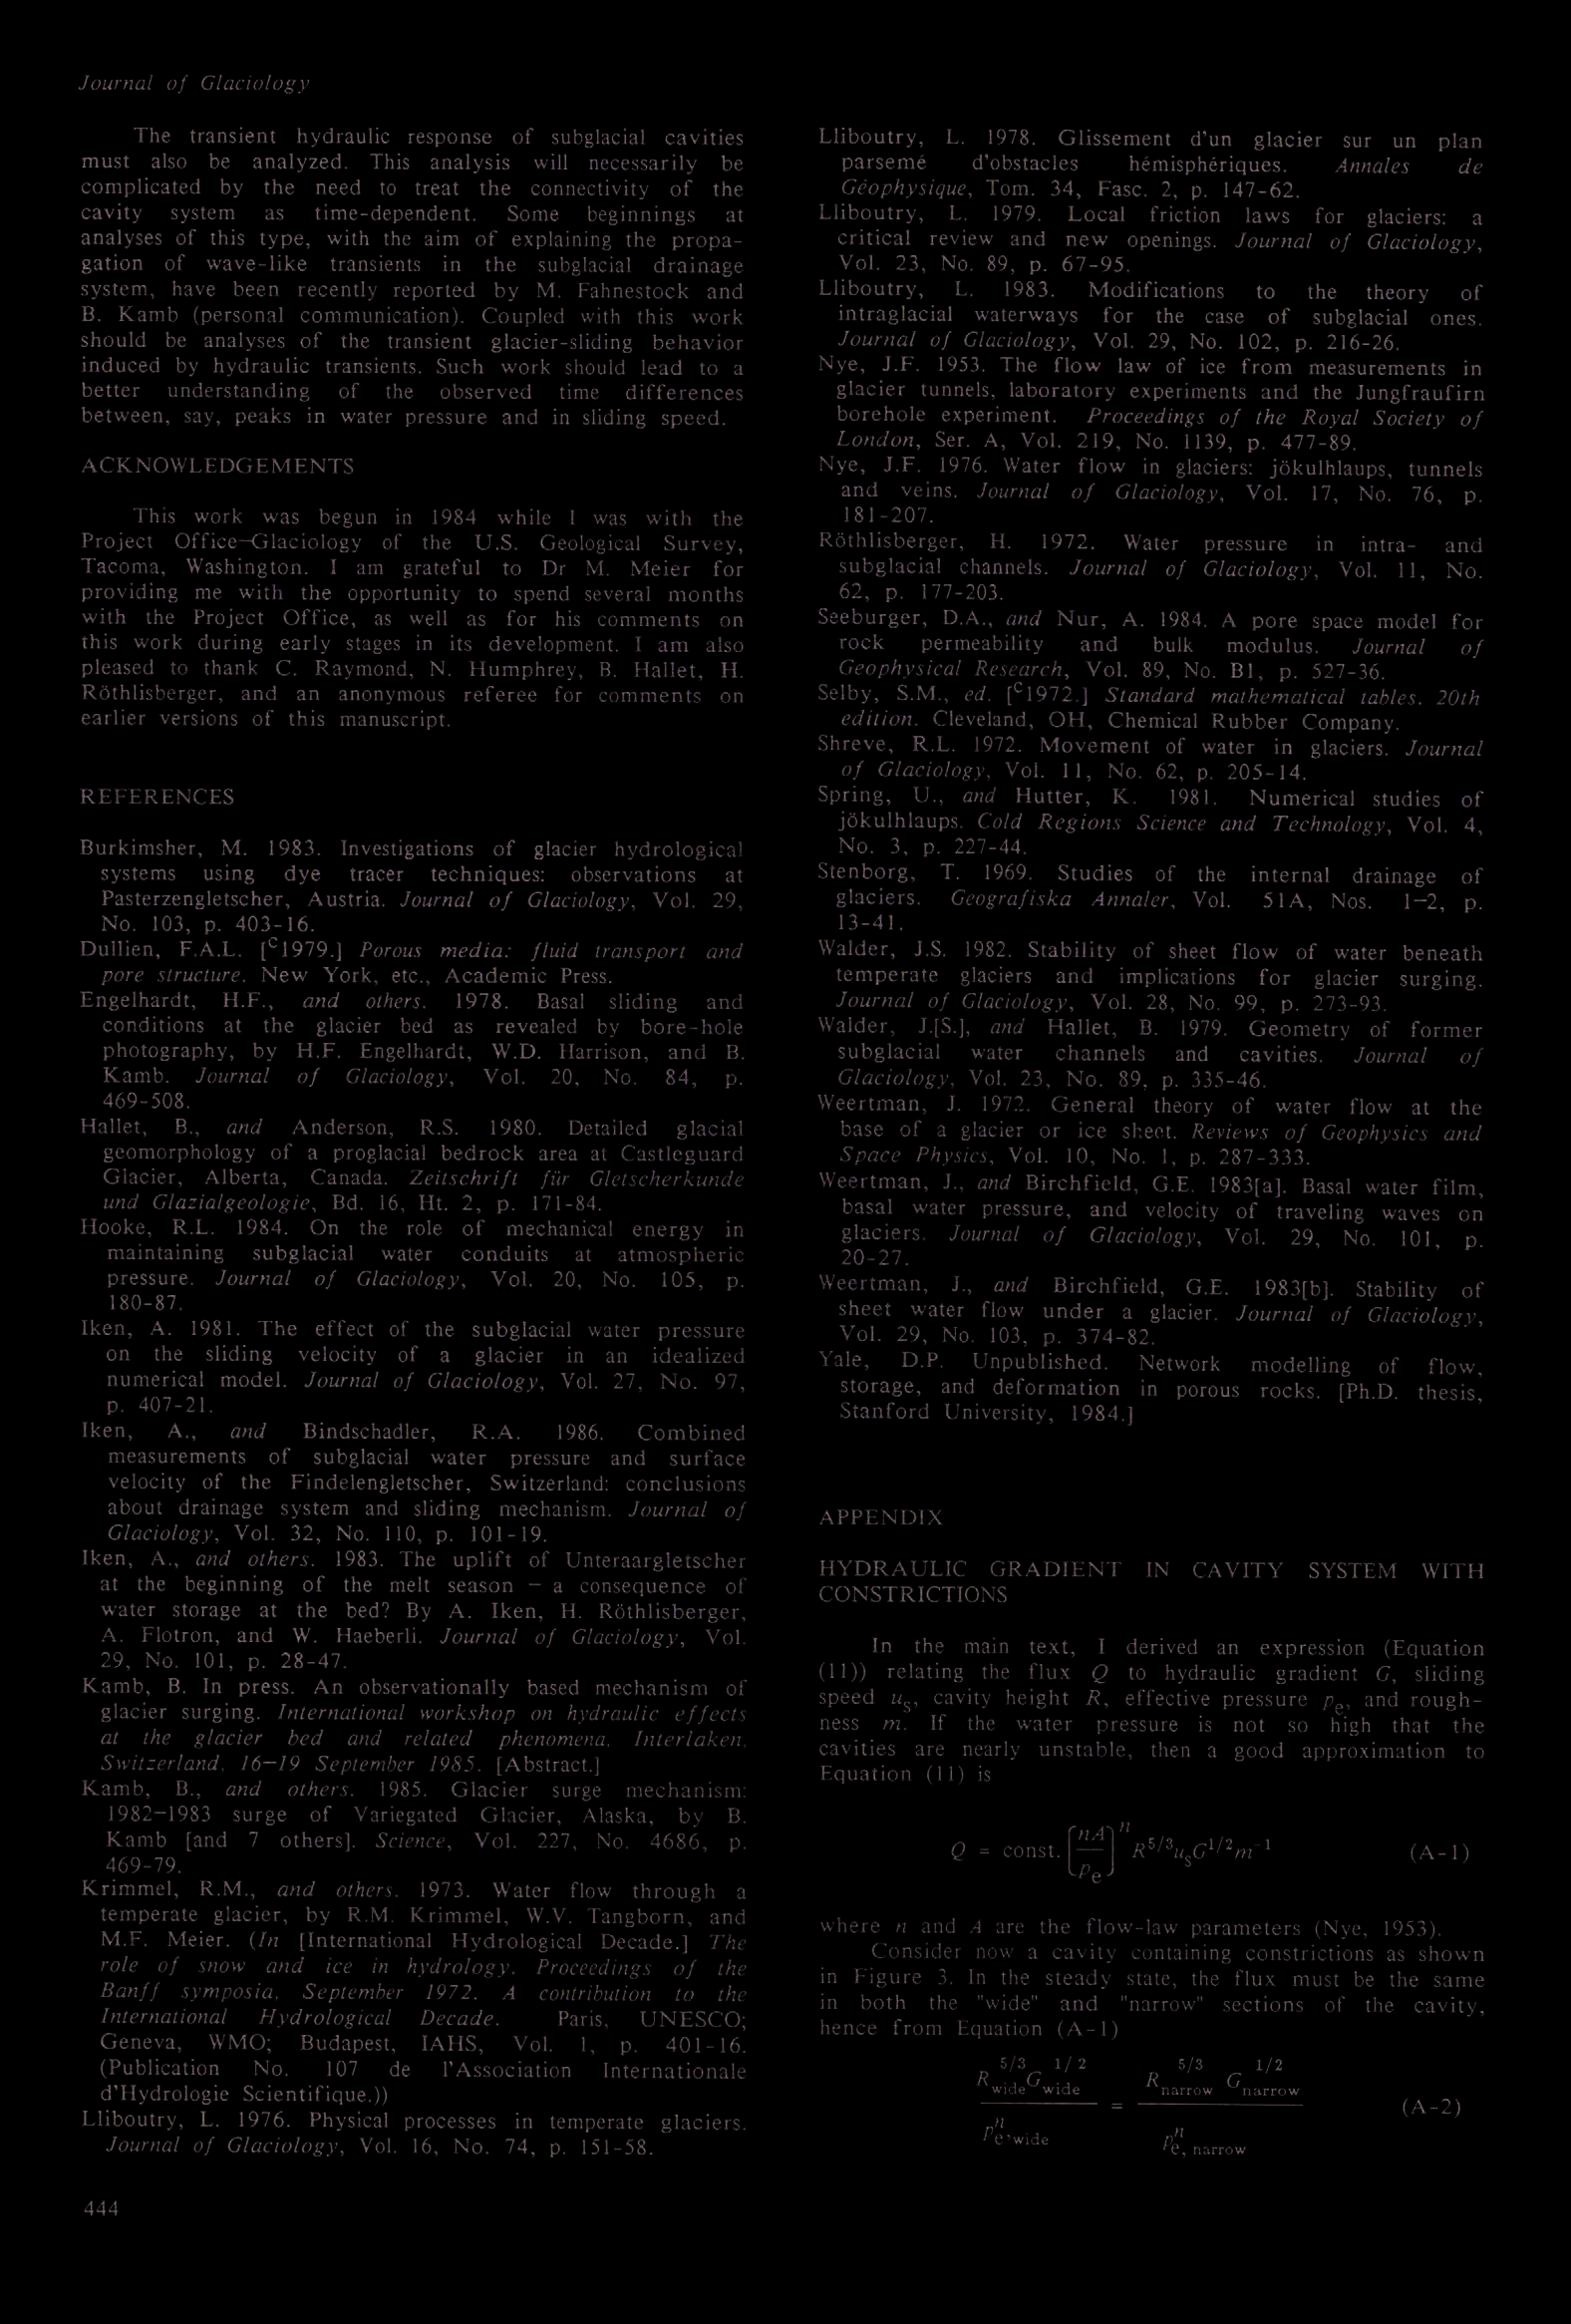 Journal of Glaciology
The transient hydraulic response of subglacial cavities
must also be analyzed. This analysis will necessarily be
complicated by the need to treat the connectivity of the
cavity system as time-dependent. Some beginnings at
analyses of this type, with the aim of explaining the propa-
gation of wave-like transients in the subglacial drainage
system, have been recently reported by M. Fahnestock and
B. Kamb (personal communication). Coupled with this work
should be analyses of the transient glacier-sliding behavior
induced by hydraulic transients. Such work should lead to a
better understanding of the observed time differences
between, say, peaks in water pressure and in sliding speed.
ACKNOWLEDGEMENTS
This work was begun in 1984 while I was with the
Project Office—Glaciology of the U.S. Geological Survey,
Tacoma, Washington. I am grateful to Dr M. Meier for
providing me with the opportunity to spend several months
with the Project Office, as well as for his comments on
this work during early stages in its development. I am also
pleased to thank C. Raymond, N. Humphrey, B. Hallet, H.
Röthlisberger, and an anonymous referee for comments on
earlier versions of this manuscript.
REFERENCES
Burkimsher, M. 1983. Investigations of glacier hydrological
systems using dye tracer techniques: observations at
Pasterzengletscher, Austria. Journal of Glaciology, Vol. 29,
No. 103, p. 403-16.
Dullien, F.A.L. [c1979.] Porous media: fluid transport and
pore structure. New York, etc., Academic Press.
Engelhardt, H.F., and others. 1978. Basal sliding and
conditions at the glacier bed as revealed by bore-hole
photography, by H.F. Engelhardt, W.D. Harrison, and B.
Kamb. Journal of Glaciology, Vol. 20, No. 84, p.
469-508.
Hallet, B., and Anderson, R.S. 1980. Detailed glacial
geomorphology of a proglacial bedrock area at Castleguard
Glacier, Alberta, Canada. Zeitschrift für Gletscherkunde
und Glazialgeologie, Bd. 16, Ht. 2, p. 171-84.
Hooke, R.L. 1984. On the role of mechanical energy in
maintaining subglacial water conduits at atmospheric
pressure. Journal of Glaciology, Vol. 20, No. 105, p.
180-87.
Iken, A. 1981. The effect of the subglacial water pressure
on the sliding velocity of a glacier in an idealized
numerical model. Journal of Glaciology, Vol. 27, No. 97,
p. 407-21.
Iken, A., and Bindschadler, R.A. 1986. Combined
measurements of subglacial water pressure and surface
velocity of the Findelengletscher, Switzerland: conclusions
about drainage system and sliding mechanism. Journal of
Glaciology, Vol. 32, No. 110, p. 101-19.
Iken, A., and others. 1983. The uplift of Unteraargletscher
at the beginning of the melt season — a consequence of
water storage at the bed? By A. Iken, H. Röthlisberger,
A. Flotron, and W. Haeberli. Journal of Glaciology, Vol.
29, No. 101, p. 28-47.
Kamb, B. In press. An observationally based mechanism of
glacier surging. International workshop on hydraulic effects
at the glacier bed and related phenomena, Interlaken,
Switzerland, 16—19 September 1985. [Abstract.]
Kamb, B., and others. 1985. Glacier surge mechanism:
1982—1983 surge of Variegated Glacier, Alaska, by B.
Kamb [and 7 others]. Science, Vol. 227, No. 4686, p.
469-79.
Krimmel, R.M., and others. 1973. Water flow through a
temperate glacier, by R.M. Krimmel, W.V. Tangborn, and
M.F. Meier. (In [International Hydrological Decade.] The
role of snow and ice in hydrology. Proceedings of the
Banff symposia, September 1972. A contribution to the
International Hydrological Decade. Paris, UNESCO;
Geneva, WMO; Budapest, IAHS, Vol. 1, p. 401-16.
(Publication No. 107 de l'Association Internationale
d'Hydrologie Scientifique.))
Lliboutry, L. 1976. Physical processes in temperate glaciers.
Journal of Glaciology, Vol. 16, No. 74, p. 151-58.
Lliboutry, L. 1978. Glissement d'un glacier sur un plan
parsemé d'obstacles hémisphériques. Annales de
Géophysique, Tom. 34, Fasc. 2, p. 147-62.
Lliboutry, L. 1979. Local friction laws for glaciers: a
critical review and new openings. Journal of Glaciology,
Vol. 23, No. 89, p. 67-95.
Lliboutry, L. 1983. Modifications to the theory of
intraglacial waterways for the case of subglacial ones.
Journal of Glaciology, Vol. 29, No. 102, p. 216-26.
Nye, J.F. 1953. The flow law of ice from measurements in
glacier tunnels, laboratory experiments and the Jungfraufirn
borehole experiment. Proceedings of the Royal Society of
London, Ser. A, Vol. 219, No. 1139, p. 477-89.
Nye, J.F. 1976. Water flow in glaciers: jökulhlaups, tunnels
and veins. Journal of Glaciology, Vol. 17, No. 76, p.
181-207.
Röthlisberger, H. 1972. Water pressure in intra- and
subglacial channels. Journal of Glaciology, Vol. 11, No.
62, p. 177-203.
Seeburger, D.A., and Nur, A. 1984. A pore space model for
rock permeability and bulk modulus. Journal of
Geophysical Research, Vol. 89, No. B1, p. 527-36.
Selby, S.M., ed. [c1972.] Standard mathematical tables. 20th
edition. Cleveland, OH, Chemical Rubber Company.
Shreve, R.L. 1972. Movement of water in glaciers. Journal
of Glaciology, Vol. 11, No. 62, p. 205-14.
Spring, U., and Hutter, K. 1981. Numerical studies of
jökulhlaups. Cold Regions Science and Technology, Vol. 4,
No. 3, p. 227-44.
Stenborg, T. 1969. Studies of the internal drainage of
glaciers. Geografiska Annaler, Vol. 51A, Nos. 1—2, p.
13-41.
Walder, J.S. 1982. Stability of sheet flow of water beneath
temperate glaciers and implications for glacier surging.
Journal of Glaciology, Vol. 28, No. 99, p. 273-93.
Walder, J.[S.], and Hallet, B. 1979. Geometry of former
subglacial water channels and cavities. Journal of
Glaciology, Vol. 23, No. 89, p. 335-46.
Weertman, J. 1972. General theory of water flow at the
base of a glacier or ice sheet. Reviews of Geophysics and
Space Physics, Vol. 10, No. 1, p. 287-333.
Weertman, J., and Birchfield, G.E. 1983[a]. Basal water film,
basal water pressure, and velocity of traveling waves on
glaciers. Journal of Glaciology, Vol. 29, No. 101, p.
20-27.
Weertman, J., and Birchfield, G.E. 1983[b]. Stability of
sheet water flow under a glacier. Journal of Glaciology,
Vol. 29, No. 103, p. 374-82.
Yale, D.P. Unpublished. Network modelling of flow,
storage, and deformation in porous rocks. [Ph.D. thesis,
Stanford University, 1984.]
APPENDIX
HYDRAULIC GRADIENT IN CAVITY SYSTEM WITH
CONSTRICTIONS
In the main text, I derived an expression (Equation
(11)) relating the flux Q to hydraulic gradient G, sliding
speed u_s, cavity height R, effective pressure p_e, and rough-
ness m. If the water pressure is not so high that the
cavities are nearly unstable, then a good approximation to
Equation (11) is
Q = const. [nA/p_e]^n R^{5/3} u_s G^{1/2} m^{-1} (A-1)
where n and A are the flow-law parameters (Nye, 1953).
Consider now a cavity containing constrictions as shown
in Figure 3. In the steady state, the flux must be the same
in both the "wide" and "narrow" sections of the cavity,
hence from Equation (A-1)
R_wide^{5/3} G_wide^{1/2} / p_{e,wide}^n = R_narrow^{5/3} G_narrow^{1/2} / p_{e, narrow}^n (A-2)
444